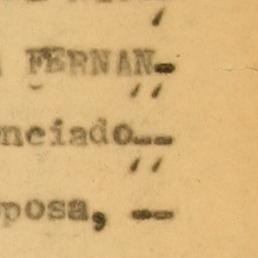 FERNAN-
nciado--
posa, --